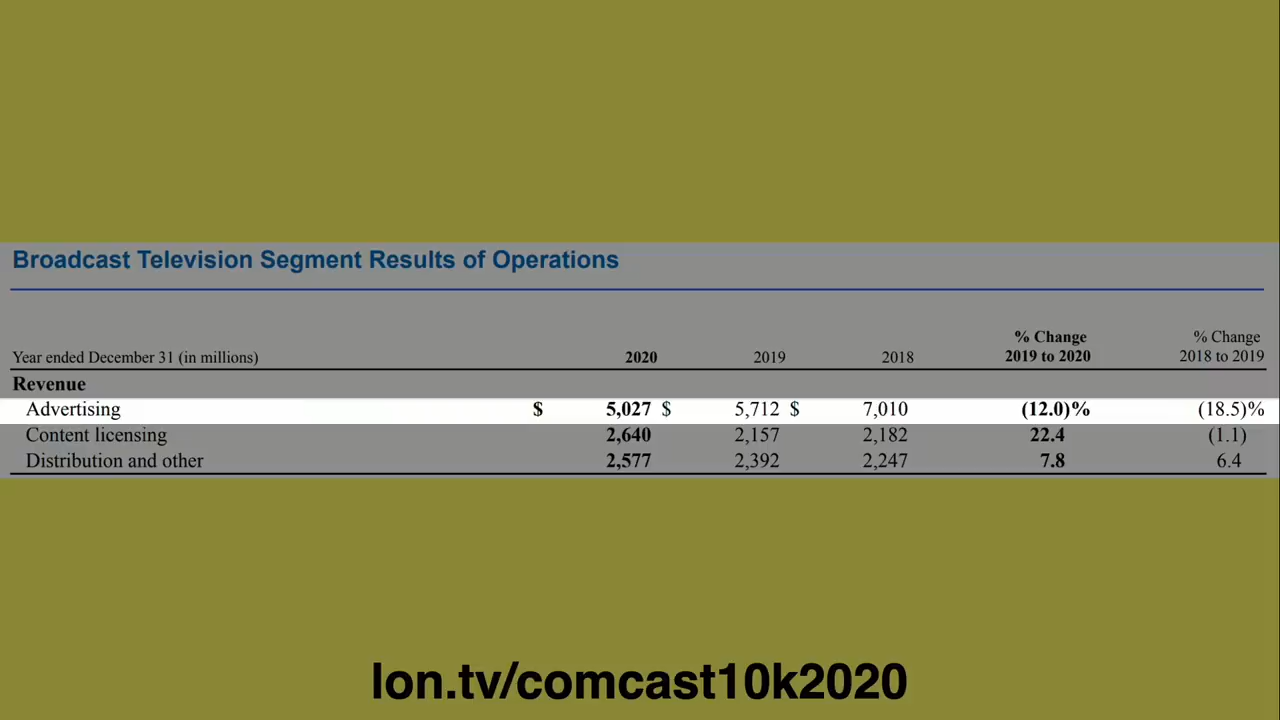 Broadcast Television Segment Results of Operations
% Change % Change
Year ended December 31 (in millions) 2020 2019 2018 2019 to 2020 2018 to 2019
Revenue
Advertising $ 5,027 $ 5,712 $ 7,010 (12.0)% (18.5)%
Content licensing 2,640 2,157 2,182 22.4 (1.1)
Distribution and other 2,577 2,392 2,247 7.8 6.4
lon.tv/comcast10k2020